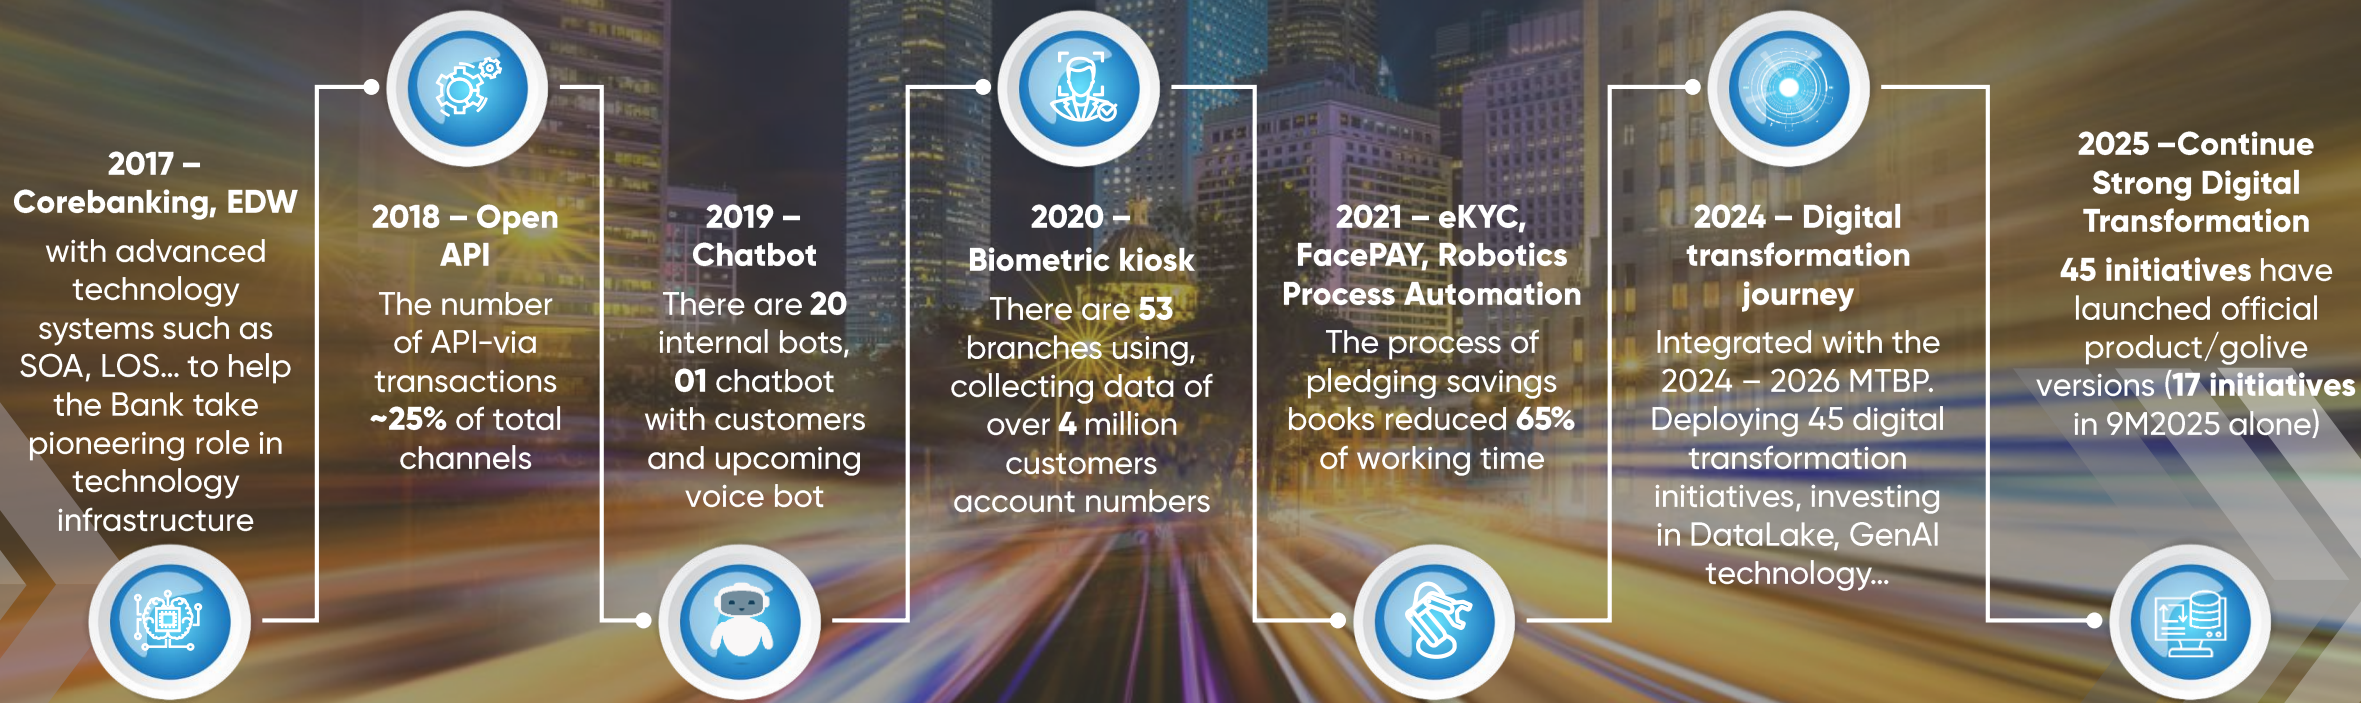 2017 –
Corebanking, EDW
with advanced
technology
systems such as
SOA, LOS... to help
the Bank take
pioneering role in
technology
infrastructure
2018 – Open
API
The number
of API-via
transactions
~25% of total
channels
2019 –
Chatbot
There are 20
internal bots,
01 chatbot
with customers
and upcoming
voice bot
2020 –
Biometric kiosk
There are 53
branches using,
collecting data of
over 4 million
customers
account numbers
2021 – eKYC,
FacePAY, Robotics
Process Automation
The process of
pledging savings
books reduced 65%
of working time
2024 – Digital
transformation
journey
Integrated with the
2024 – 2026 MTBP.
Deploying 45 digital
transformation
initiatives, investing
in DataLake, GenAI
technology...
2025 –Continue
Strong Digital
Transformation
45 initiatives have
launched official
product/golive
versions (17 initiatives
in 9M2025 alone)